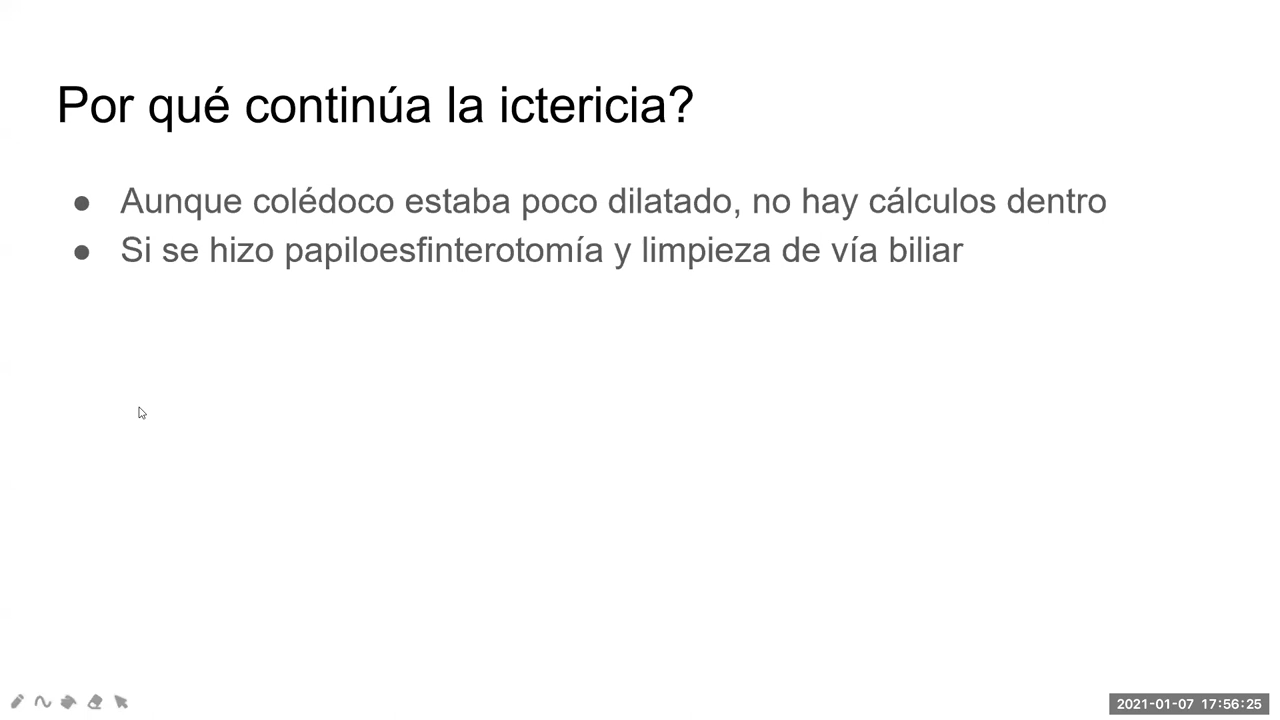 Por qué continúa la ictericia?
● Aunque colédoco estaba poco dilatado, no hay cálculos dentro
● Si se hizo papiloesfinterotomía y limpieza de vía biliar
2021-01-07 17:56:25